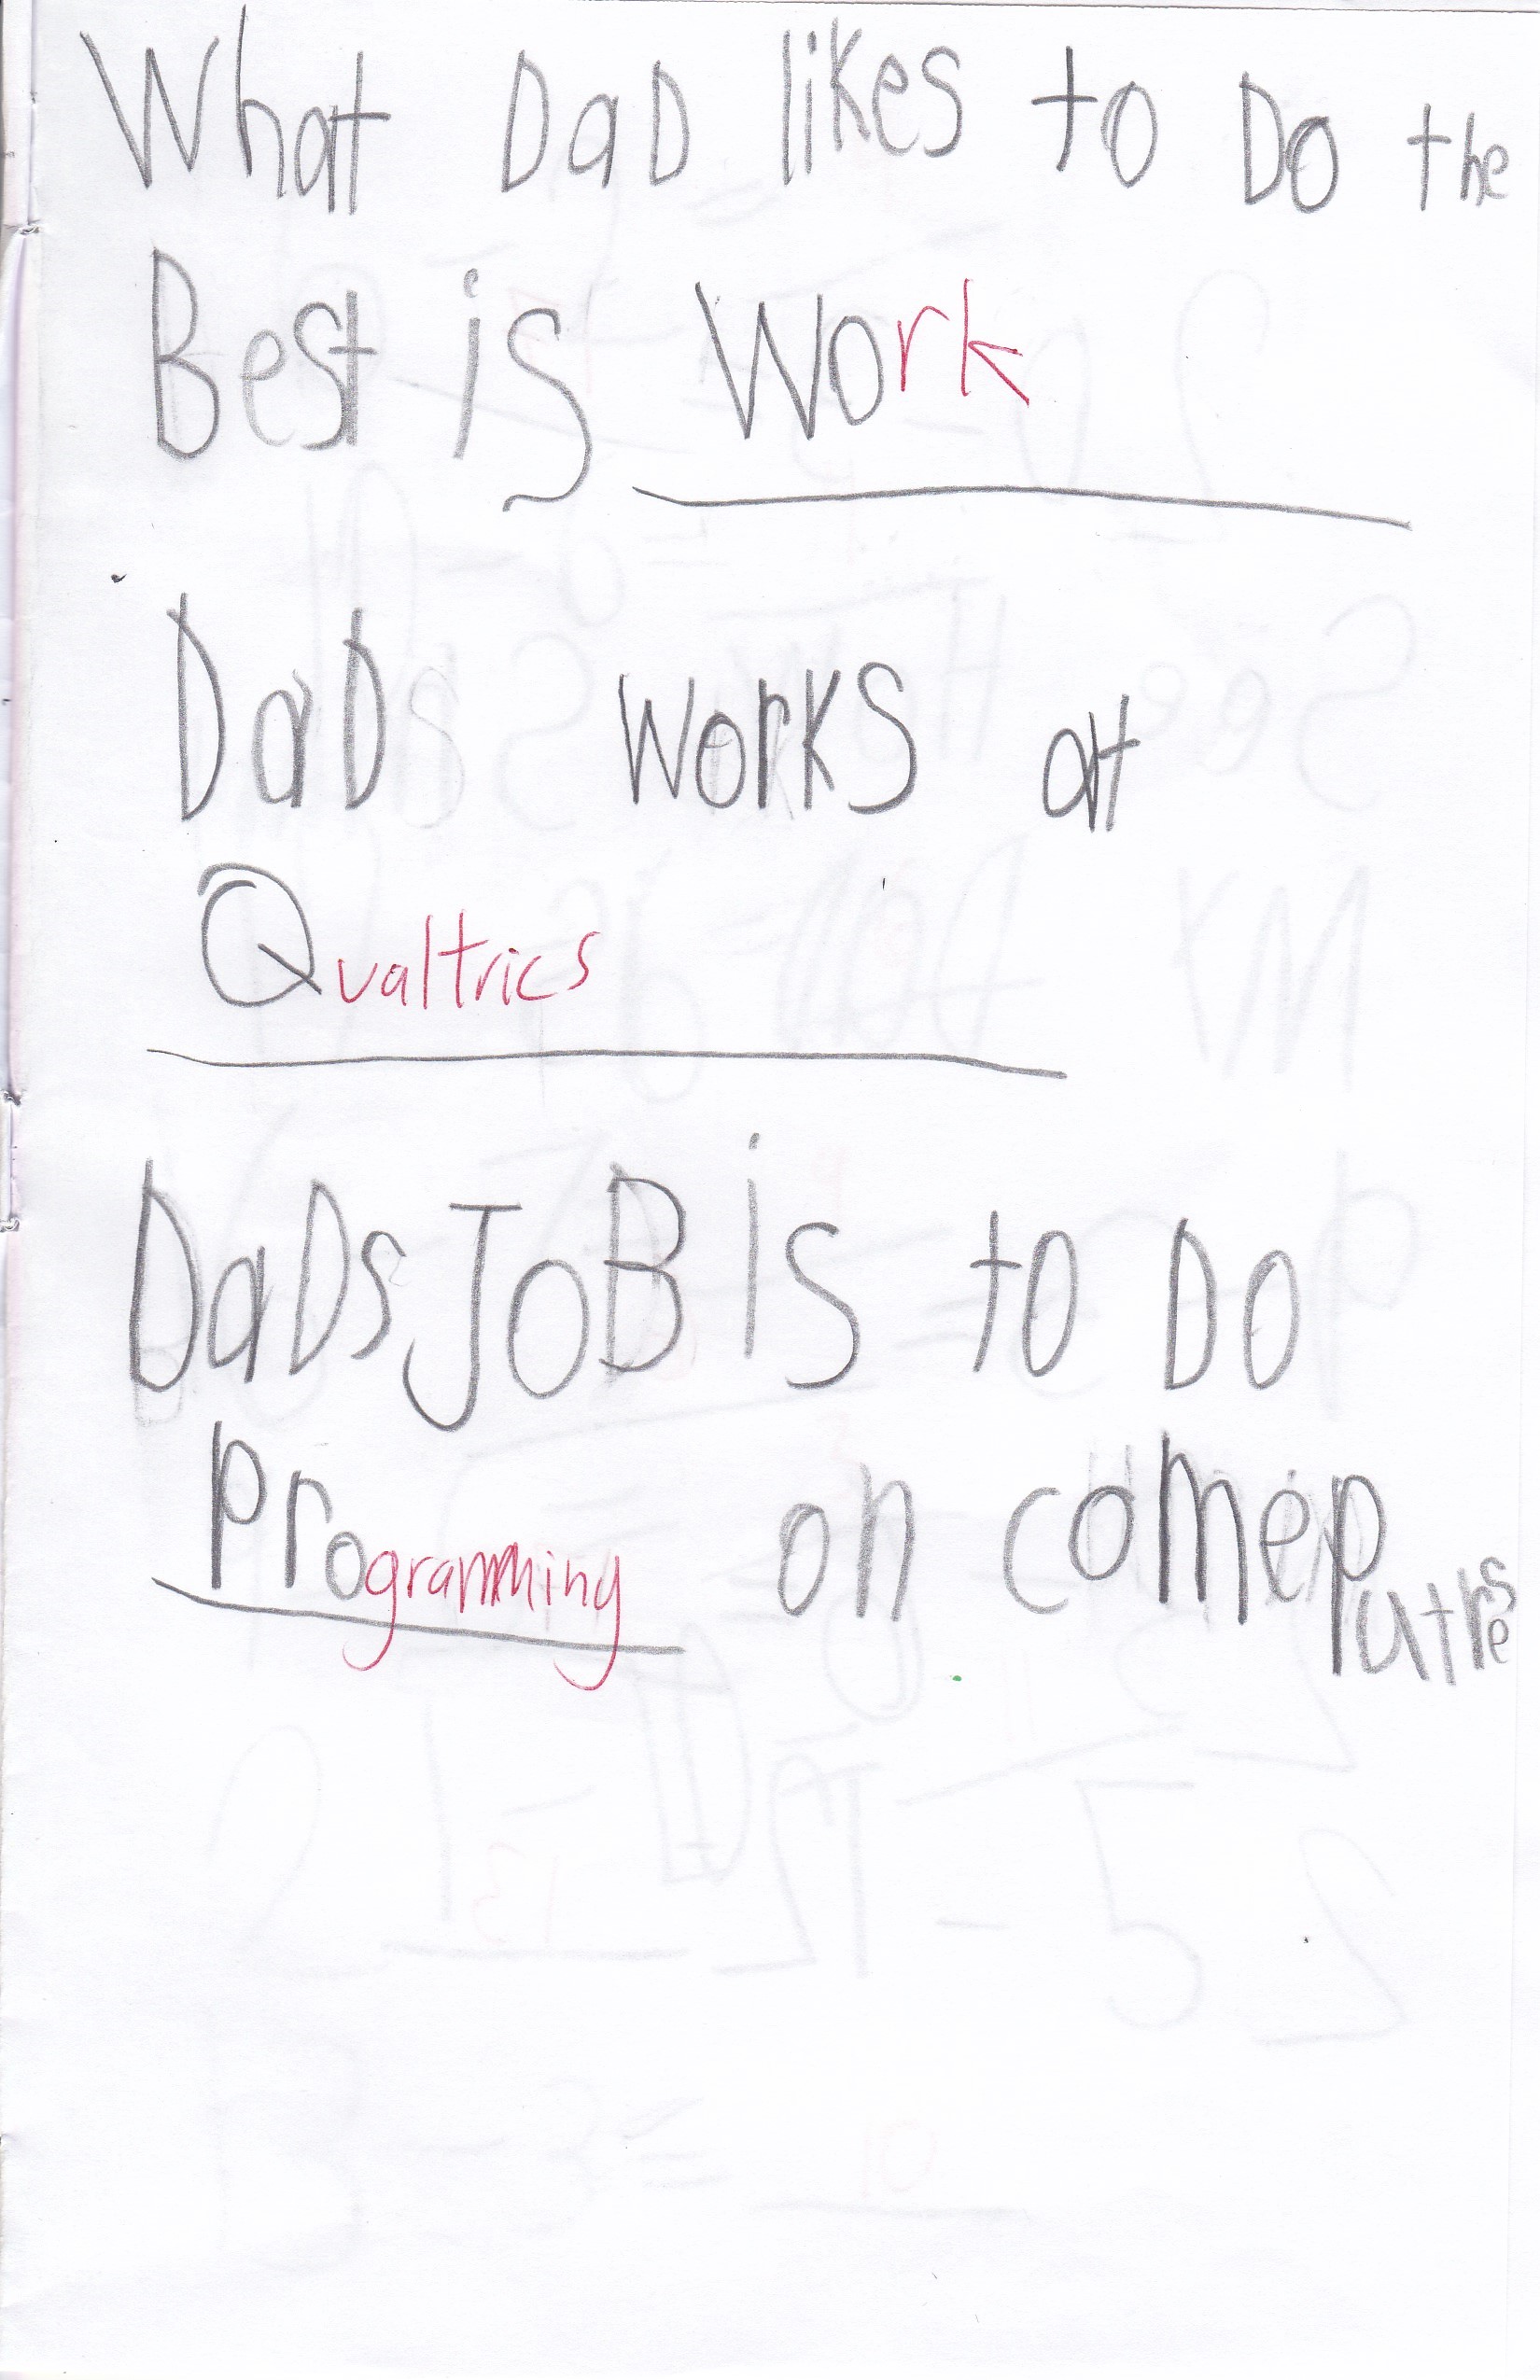 What DaD likes to Do the
Best is Work
DaD works at
Qualtrics
DaDs JoB is to Do
Programming on comeputres